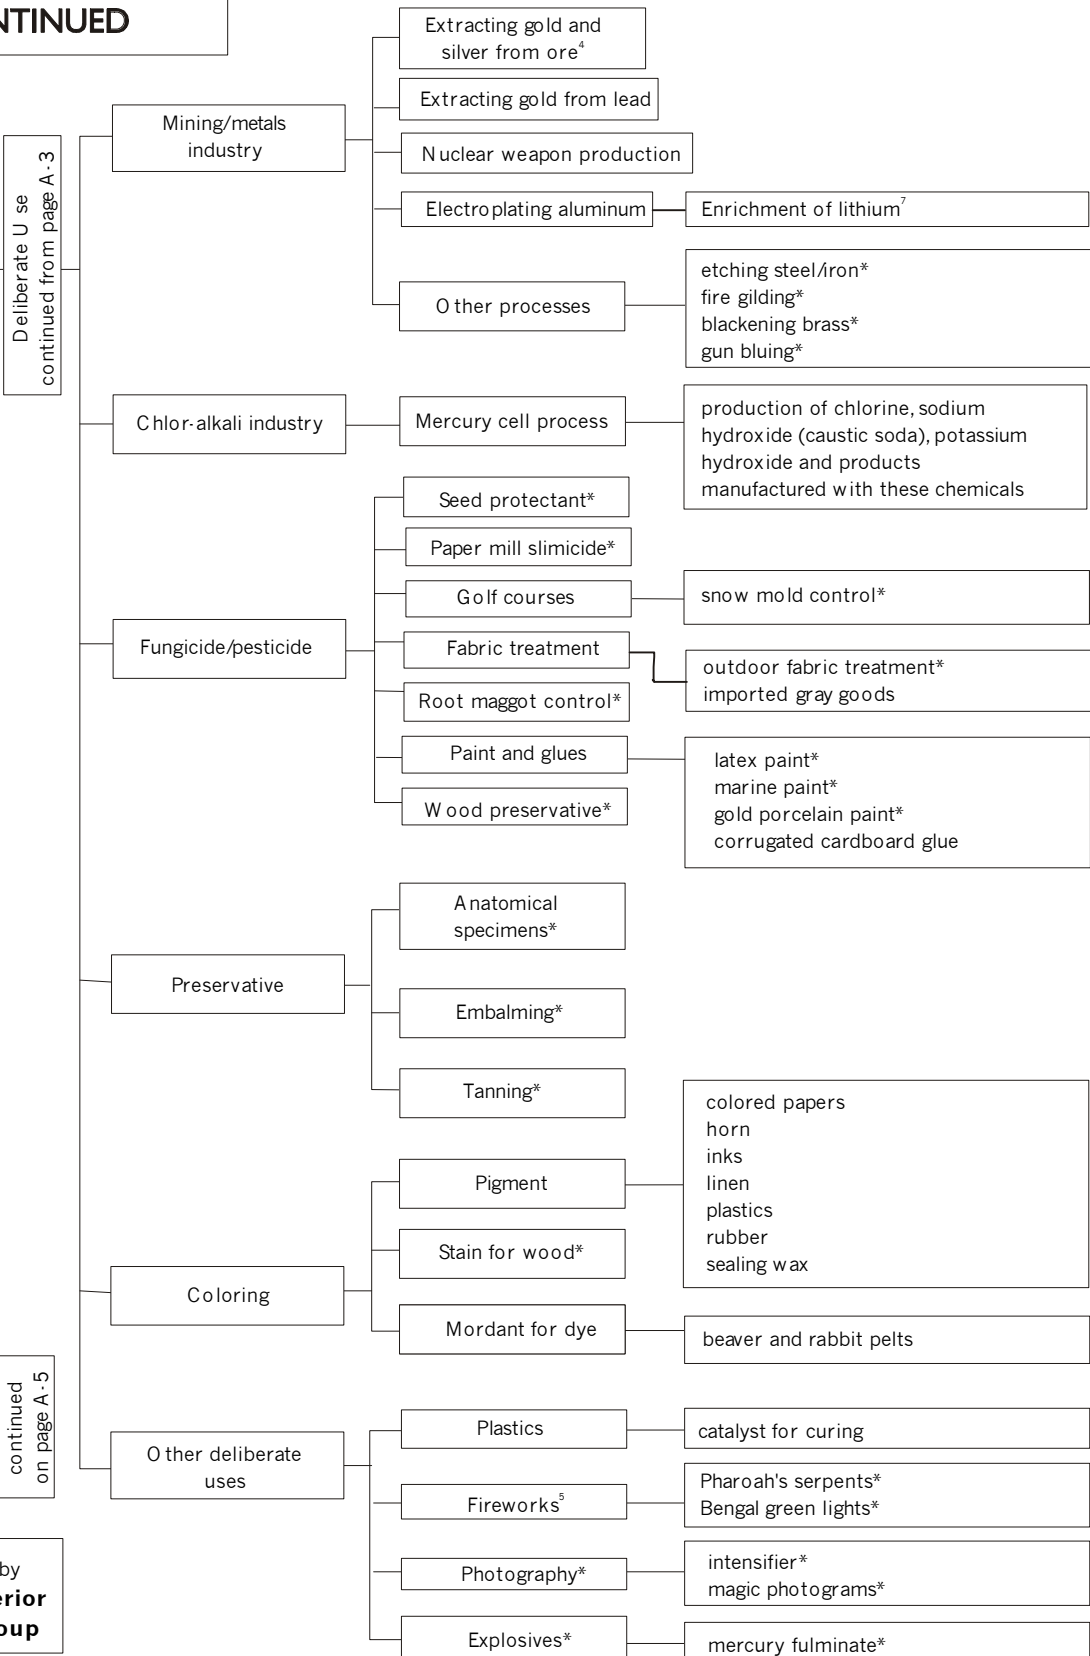 NTINUED
Deliberate Use
continued from page A-3
Mining/metals
industry
Extracting gold and
silver from ore4
Extracting gold from lead
Nuclear weapon production
Electroplating aluminum
Enrichment of lithium7
Other processes
etching steel/iron*
fire gilding*
blackening brass*
gun bluing*
Chlor-alkali industry
Mercury cell process
production of chlorine, sodium
hydroxide (caustic soda), potassium
hydroxide and products
manufactured with these chemicals
Fungicide/pesticide
Seed protectant*
Paper mill slimicide*
Golf courses
snow mold control*
Fabric treatment
outdoor fabric treatment*
imported gray goods
Root maggot control*
Paint and glues
latex paint*
marine paint*
gold porcelain paint*
corrugated cardboard glue
Wood preservative*
Preservative
Anatomical
specimens*
Embalming*
Tanning*
Coloring
Pigment
colored papers
horn
inks
linen
plastics
rubber
sealing wax
Stain for wood*
Mordant for dye
beaver and rabbit pelts
continued
on page A-5
Other deliberate
uses
Plastics
catalyst for curing
Fireworks5
Pharoah's serpents*
Bengal green lights*
Photography*
intensifier*
magic photograms*
Explosives*
mercury fulminate*
by
erior
oup